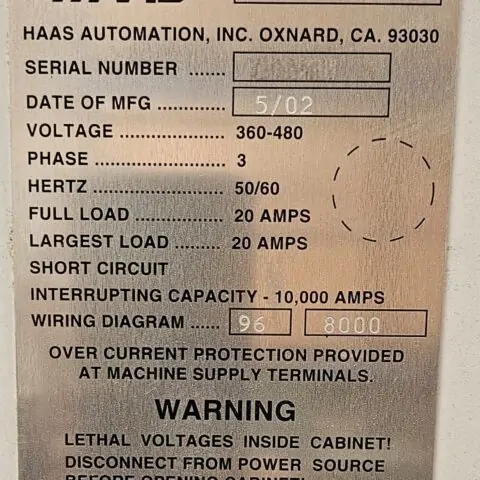 HAAS AUTOMATION, INC. OXNARD, CA. 93030
SERIAL NUMBER ......
DATE OF MFG ............ 5/02
VOLTAGE .................. 360-480
PHASE ...................... 3
HERTZ ...................... 50/60
FULL LOAD ............... 20 AMPS
LARGEST LOAD ........ 20 AMPS
SHORT CIRCUIT
INTERRUPTING CAPACITY - 10,000 AMPS
WIRING DIAGRAM ..... 96 8000
OVER CURRENT PROTECTION PROVIDED
AT MACHINE SUPPLY TERMINALS.
WARNING
LETHAL VOLTAGES INSIDE CABINET!
DISCONNECT FROM POWER SOURCE
BEFORE OPENING CABINET!